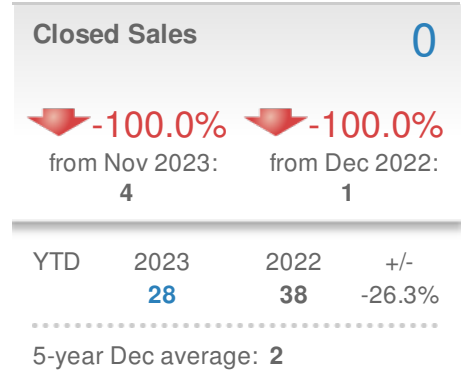 Closed Sales 0
-100.0% -100.0%
from Nov 2023: from Dec 2022:
4 1
YTD 2023 2022 +/-
28 38 -26.3%
5-year Dec average: 2